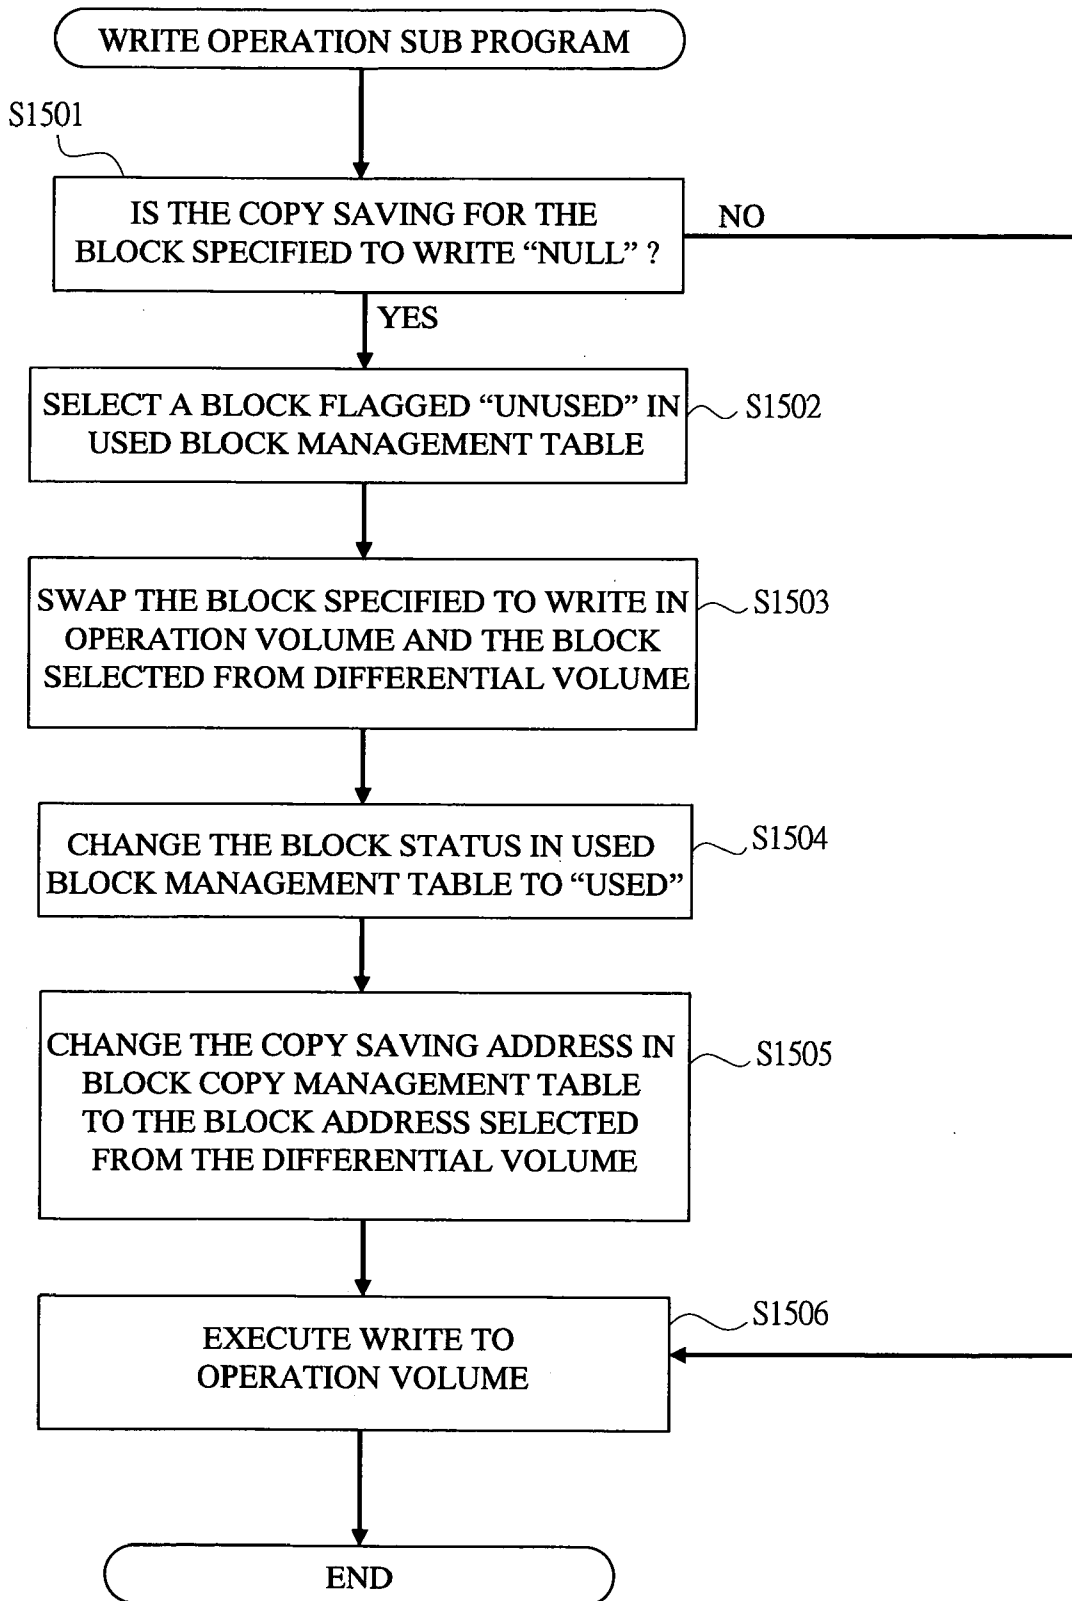 WRITE OPERATION SUB PROGRAM
S1501
IS THE COPY SAVING FOR THE
BLOCK SPECIFIED TO WRITE “NULL” ?
NO
YES
SELECT A BLOCK FLAGGED “UNUSED” IN
USED BLOCK MANAGEMENT TABLE
S1502
SWAP THE BLOCK SPECIFIED TO WRITE IN
OPERATION VOLUME AND THE BLOCK
SELECTED FROM DIFFERENTIAL VOLUME
S1503
CHANGE THE BLOCK STATUS IN USED
BLOCK MANAGEMENT TABLE TO “USED”
S1504
CHANGE THE COPY SAVING ADDRESS IN
BLOCK COPY MANAGEMENT TABLE
TO THE BLOCK ADDRESS SELECTED
FROM THE DIFFERENTIAL VOLUME
S1505
EXECUTE WRITE TO
OPERATION VOLUME
S1506
END